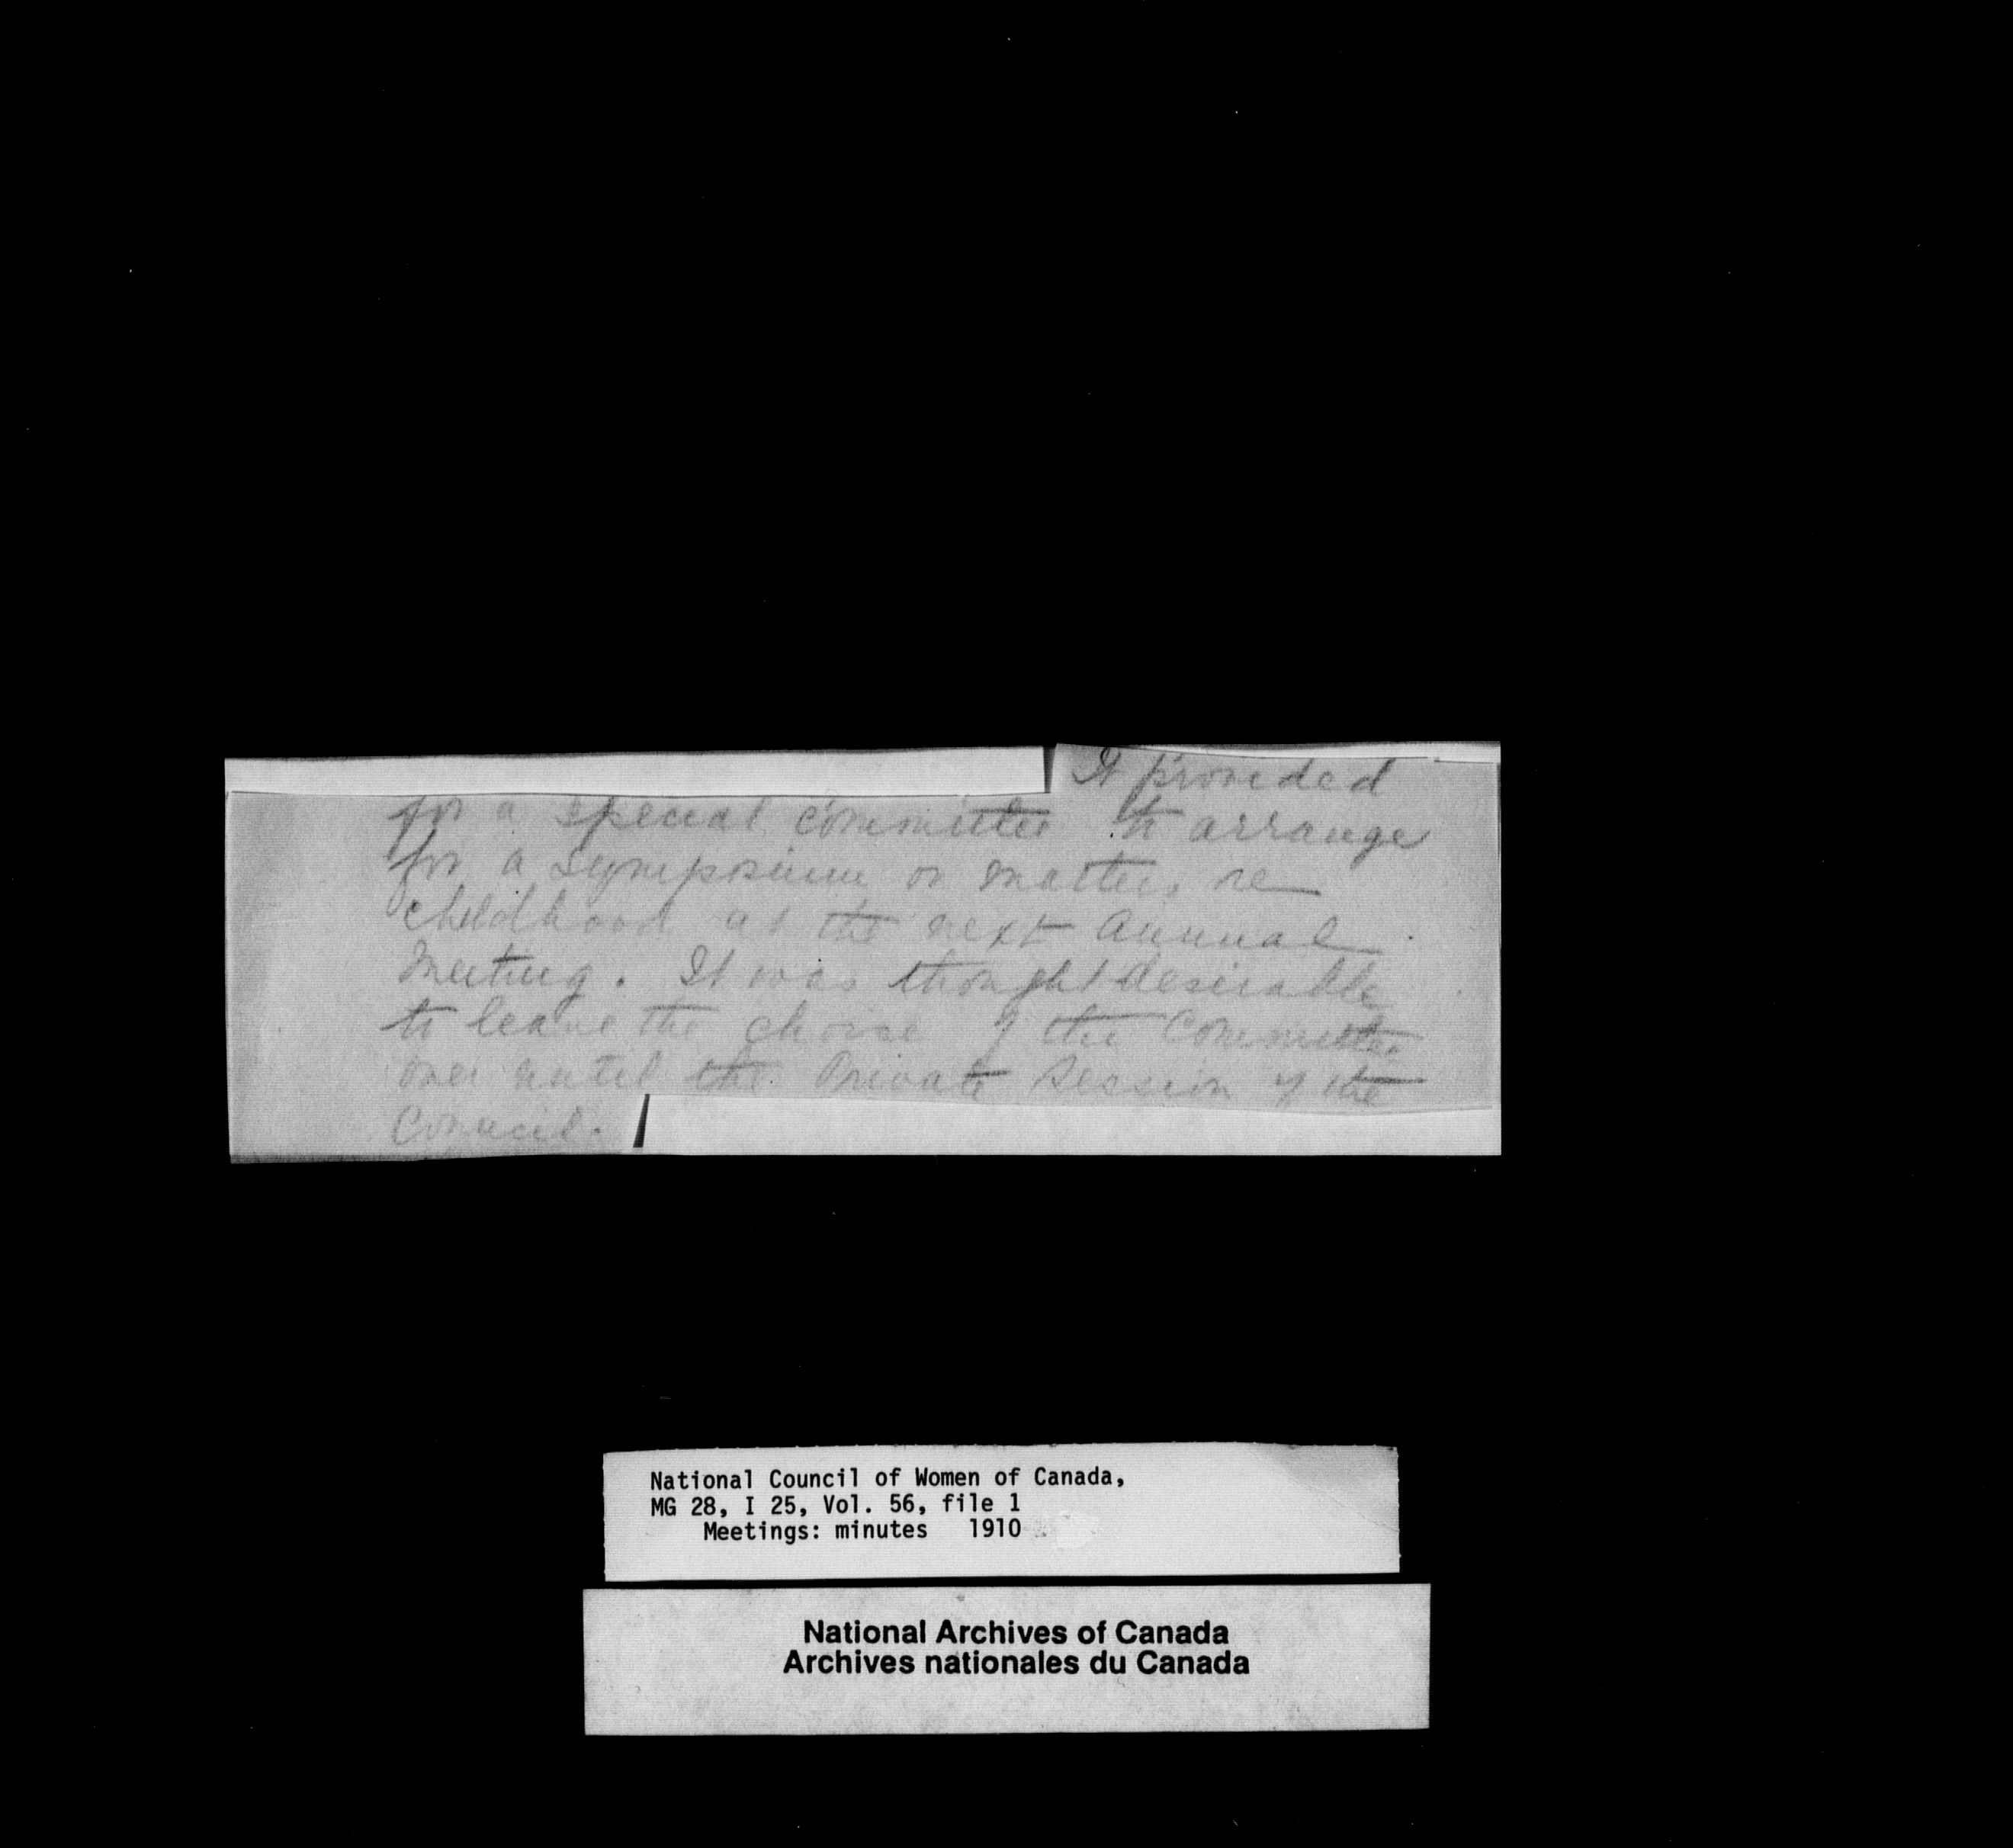 It provided
for a special committee to arrange
for a symposium on matters re
childhood at the next Annual
Meeting. It was thought desirable
to leave the choice of the Committee
over until the Private Session of the
Council.
National Council of Women of Canada,
MG 28, I 25, Vol. 56, file 1
Meetings: minutes 1910
National Archives of Canada
Archives nationales du Canada